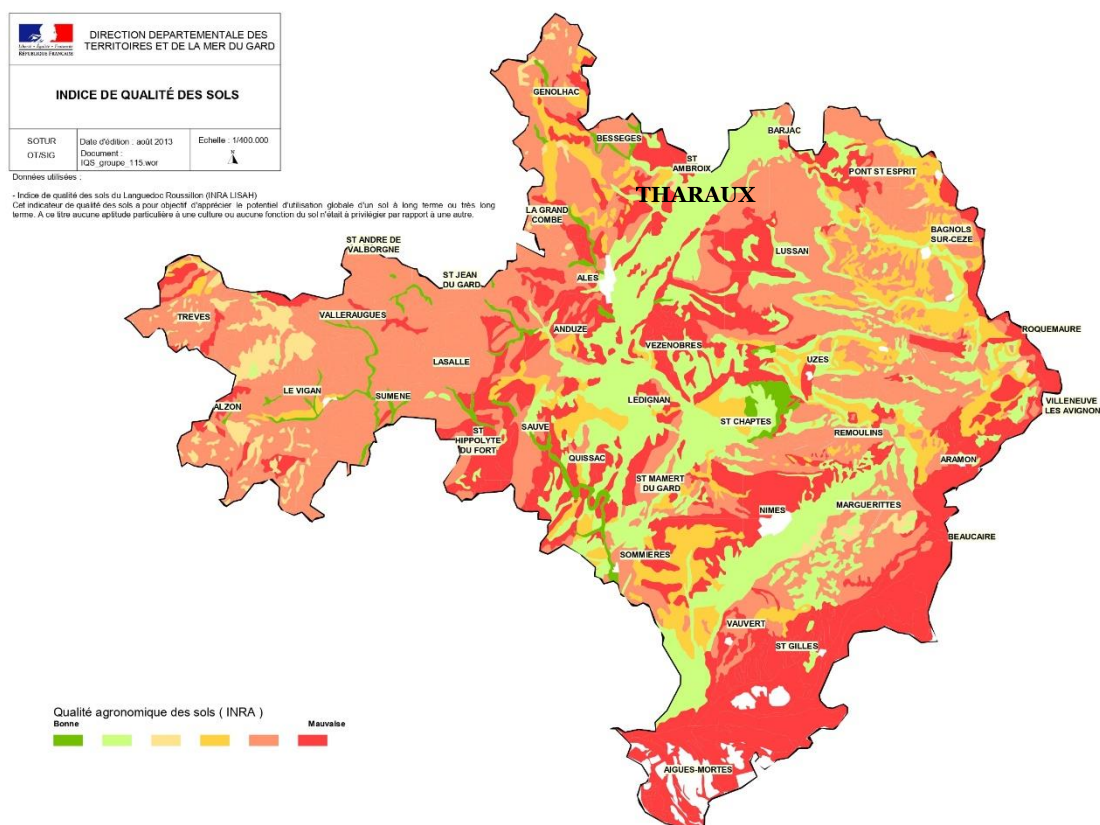 Liberté • Égalité • Fraternité
RÉPUBLIQUE FRANÇAISE
DIRECTION DEPARTEMENTALE DES
TERRITOIRES ET DE LA MER DU GARD
INDICE DE QUALITÉ DES SOLS
SOTUR
OT/SIG
Date d'édition : août 2013
Document :
IQS_groupe_115.wor
Echelle : 1/400.000
N
Données utilisées :
- Indice de qualité des sols du Languedoc Roussillon (INRA LISAH)
Cet indicateur de qualité des sols a pour objectif d'apprécier le potentiel d'utilisation globale d'un sol à long terme ou très long
terme. A ce titre aucune aptitude particulière à une culture ou aucune fonction du sol n'était à privilégier par rapport à une autre.
GENOLHAC
BESSEGES
BARJAC
ST
AMBROIX
PONT ST ESPRIT
THARAUX
LA GRAND
COMBE
BAGNOLS
SUR-CEZE
ST ANDRE DE
VALBORGNE
LUSSAN
ST JEAN
DU GARD
ALES
TREVES
VALLERAUGUES
ANDUZE
ROQUEMAURE
VEZENOBRES
UZES
LASALLE
LE VIGAN
SUMENE
LEDIGNAN
VILLENEUVE
LES AVIGNON
ALZON
ST CHAPTES
SAUVE
ST
HIPPOLYTE
DU FORT
REMOULINS
QUISSAC
ARAMON
ST MAMERT
DU GARD
MARGUERITTES
NIMES
BEAUCAIRE
SOMMIERES
VAUVERT
ST GILLES
Qualité agronomique des sols ( INRA )
Bonne
Mauvaise
AIGUES-MORTES